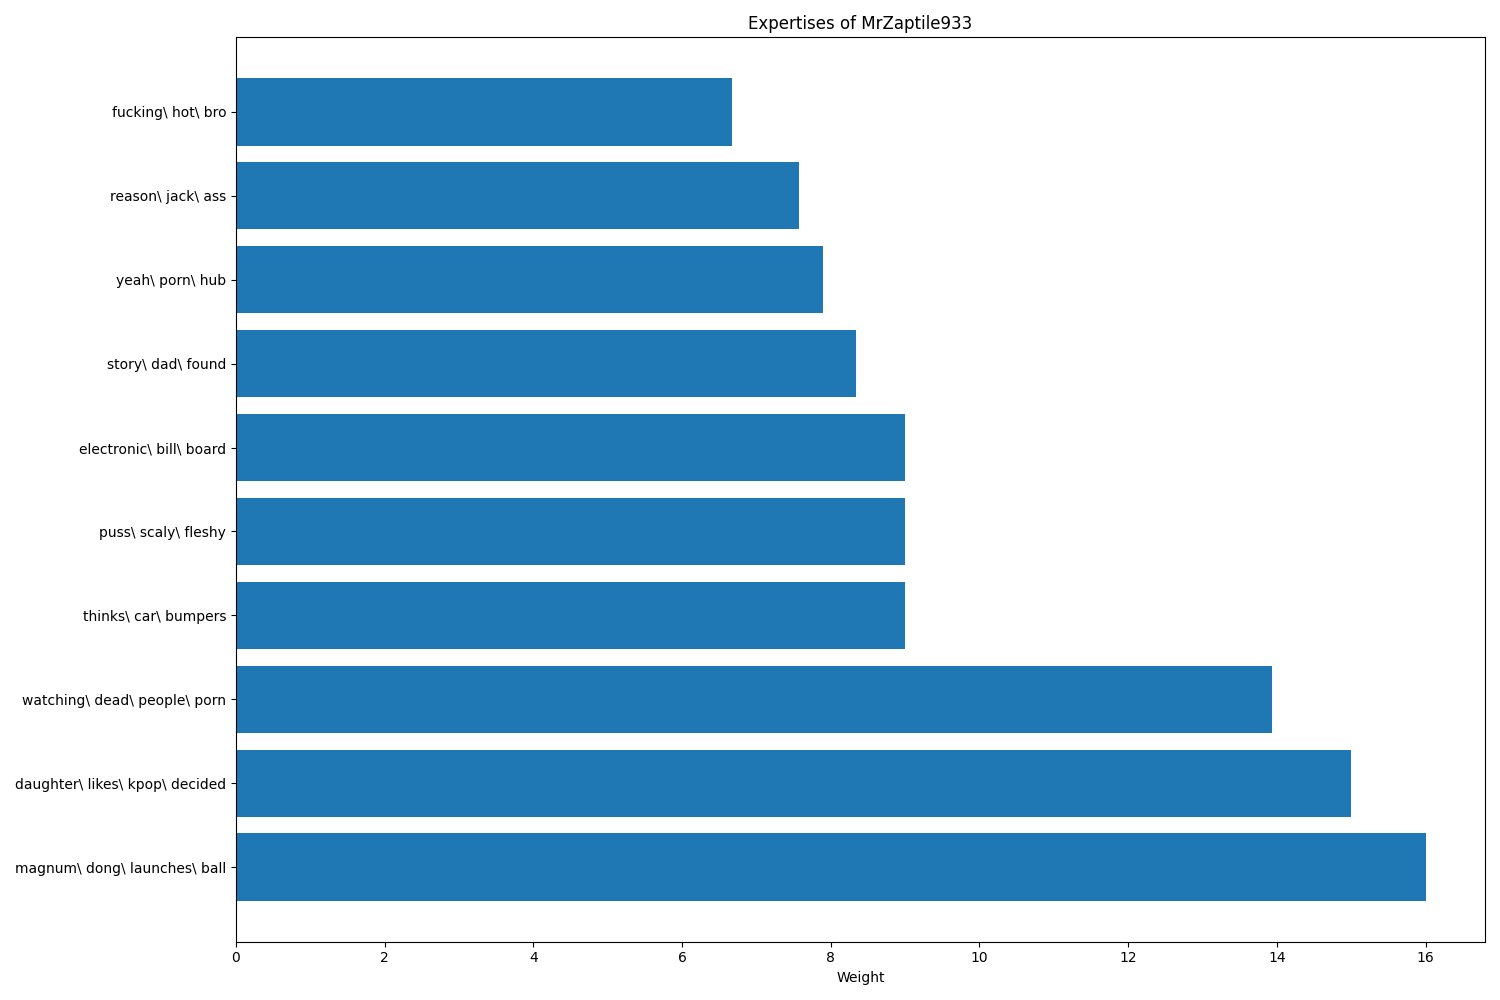 Expertises of MrZaptile933
fucking\ hot\ bro
reason\ jack\ ass
yeah\ porn\ hub
story\ dad\ found
electronic\ bill\ board
puss\ scaly\ fleshy
thinks\ car\ bumpers
watching\ dead\ people\ porn
daughter\ likes\ kpop\ decided
magnum\ dong\ launches\ ball
0 2 4 6 8 10 12 14 16
Weight